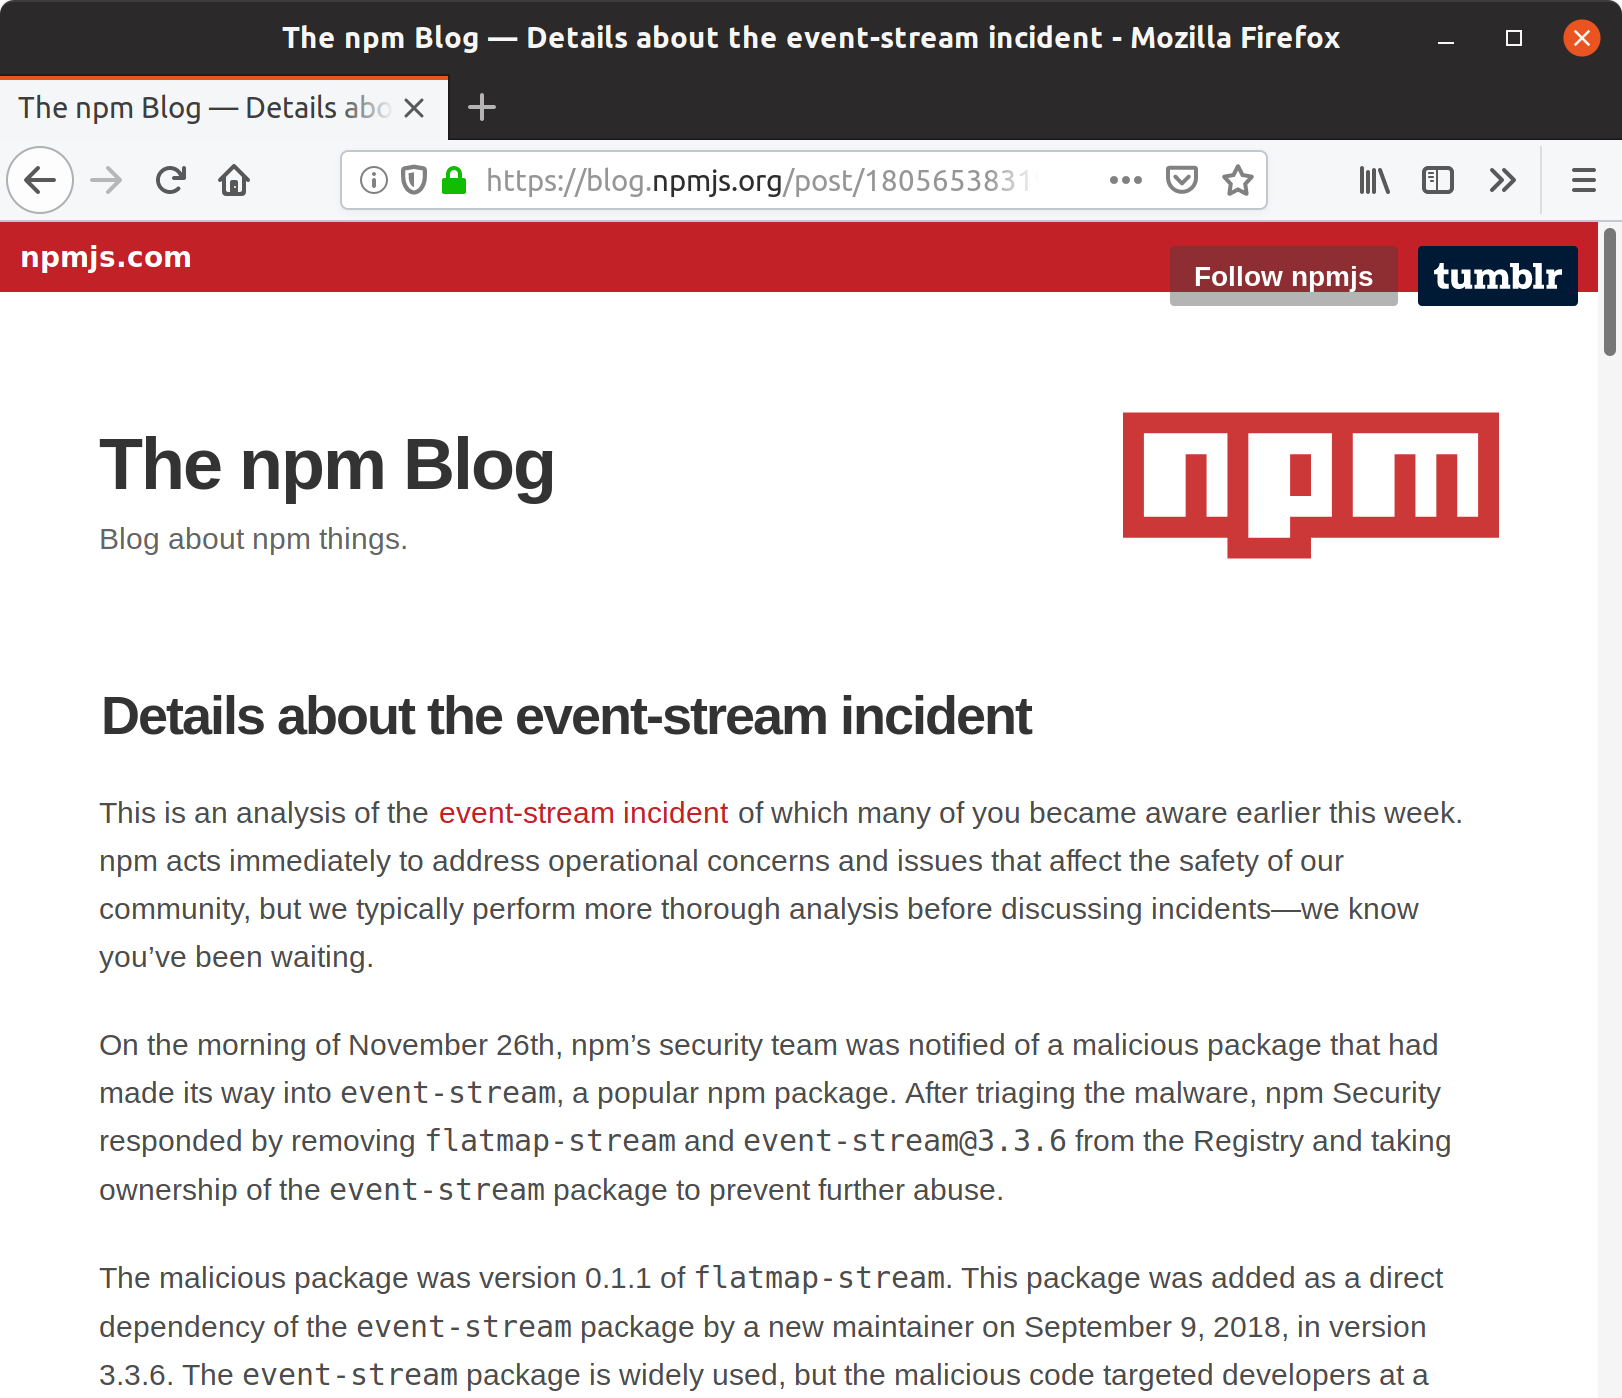 The npm Blog — Details about the event-stream incident - Mozilla Firefox
The npm Blog — Details abo
https://blog.npmjs.org/post/1805653831
npmjs.com
Follow npmjs
tumblr
The npm Blog
Blog about npm things.
npm
Details about the event-stream incident
This is an analysis of the event-stream incident of which many of you became aware earlier this week.
npm acts immediately to address operational concerns and issues that affect the safety of our
community, but we typically perform more thorough analysis before discussing incidents—we know
you’ve been waiting.
On the morning of November 26th, npm’s security team was notified of a malicious package that had
made its way into event-stream, a popular npm package. After triaging the malware, npm Security
responded by removing flatmap-stream and event-stream@3.3.6 from the Registry and taking
ownership of the event-stream package to prevent further abuse.
The malicious package was version 0.1.1 of flatmap-stream. This package was added as a direct
dependency of the event-stream package by a new maintainer on September 9, 2018, in version
3.3.6. The event-stream package is widely used, but the malicious code targeted developers at a